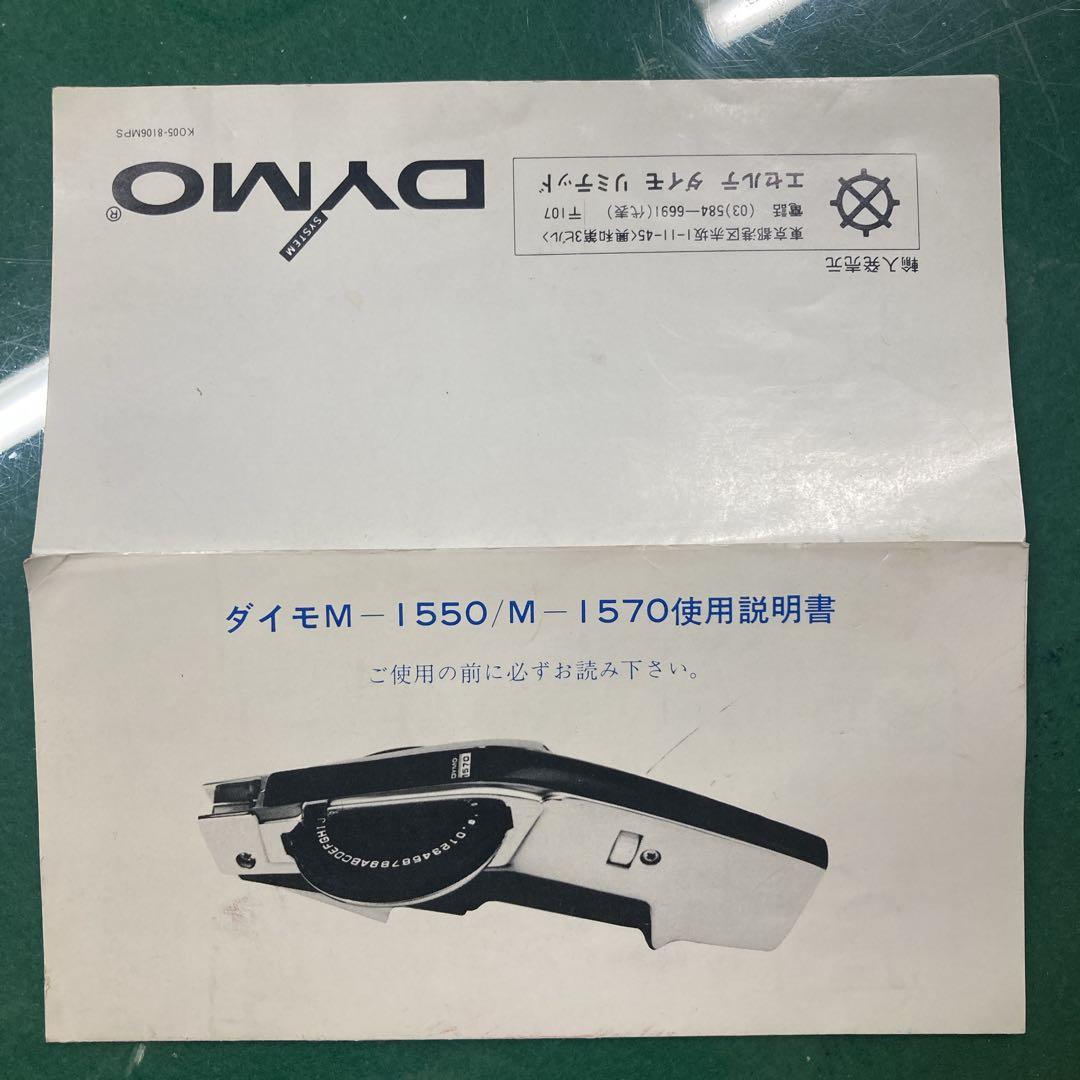 ダイモM－1550/M－1570使用説明書
ご使用の前に必ずお読み下さい。
DYMO
1570
·0123456789ABCDEFGHIJ
輸入発売元
東京都港区赤坂1-11-45<興和第3ビル>
電話 (03)584—6691(代表) 〒107
エセルテ ダイモ リミテッド
SYSTEM
DYMO®
K005-8106MPS